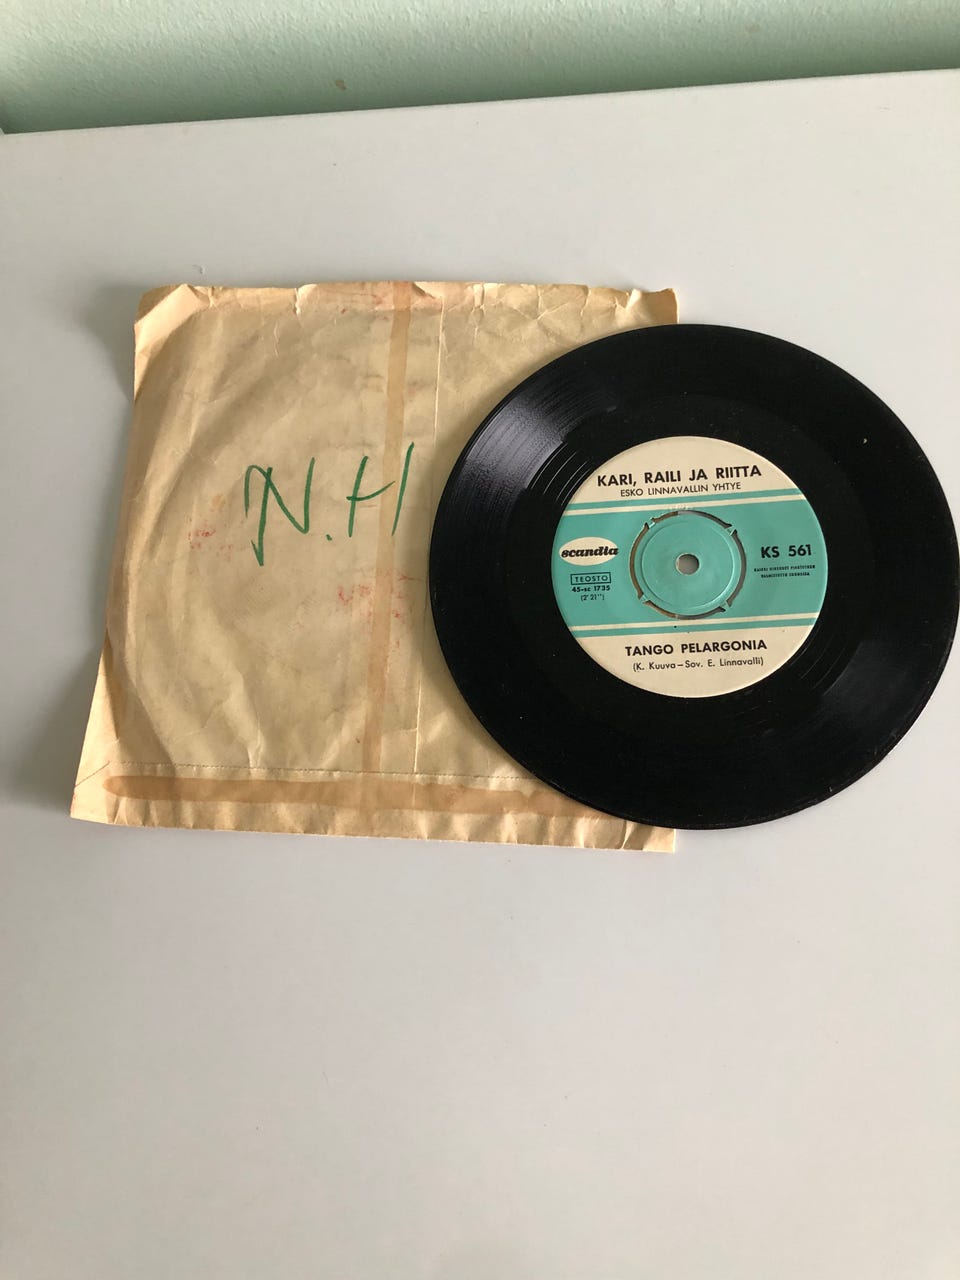 N.H
KARI, RAILI JA RIITTA
ESKO LINNAVALLIN YHTYE
scandia
KS 561
TEOSTO
45-sc 1735
(2'21")
TANGO PELARGONIA
(K. Kuuva – Sov. E. Linnavalli)